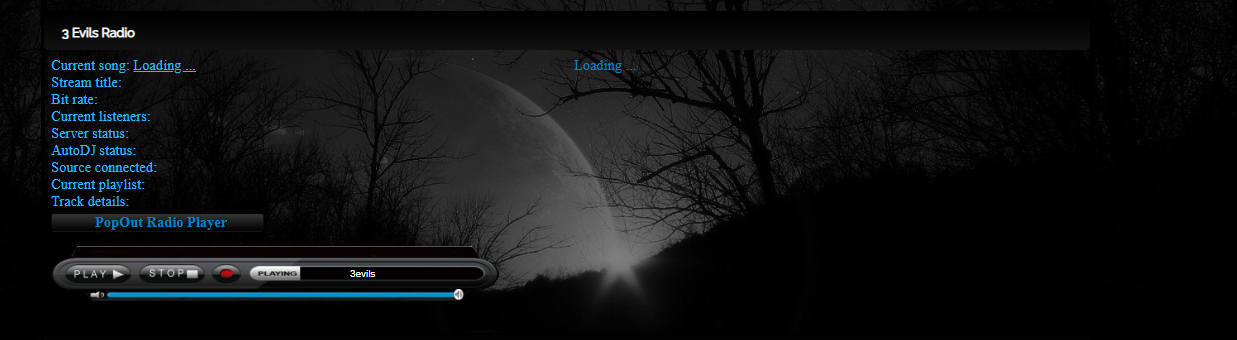 3 Evils Radio
Current song: Loading ...
Loading ...
Stream title:
Bit rate:
Current listeners:
Server status:
AutoDJ status:
Source connected:
Current playlist:
Track details:
PopOut Radio Player
PLAY STOP PLAYING 3evils